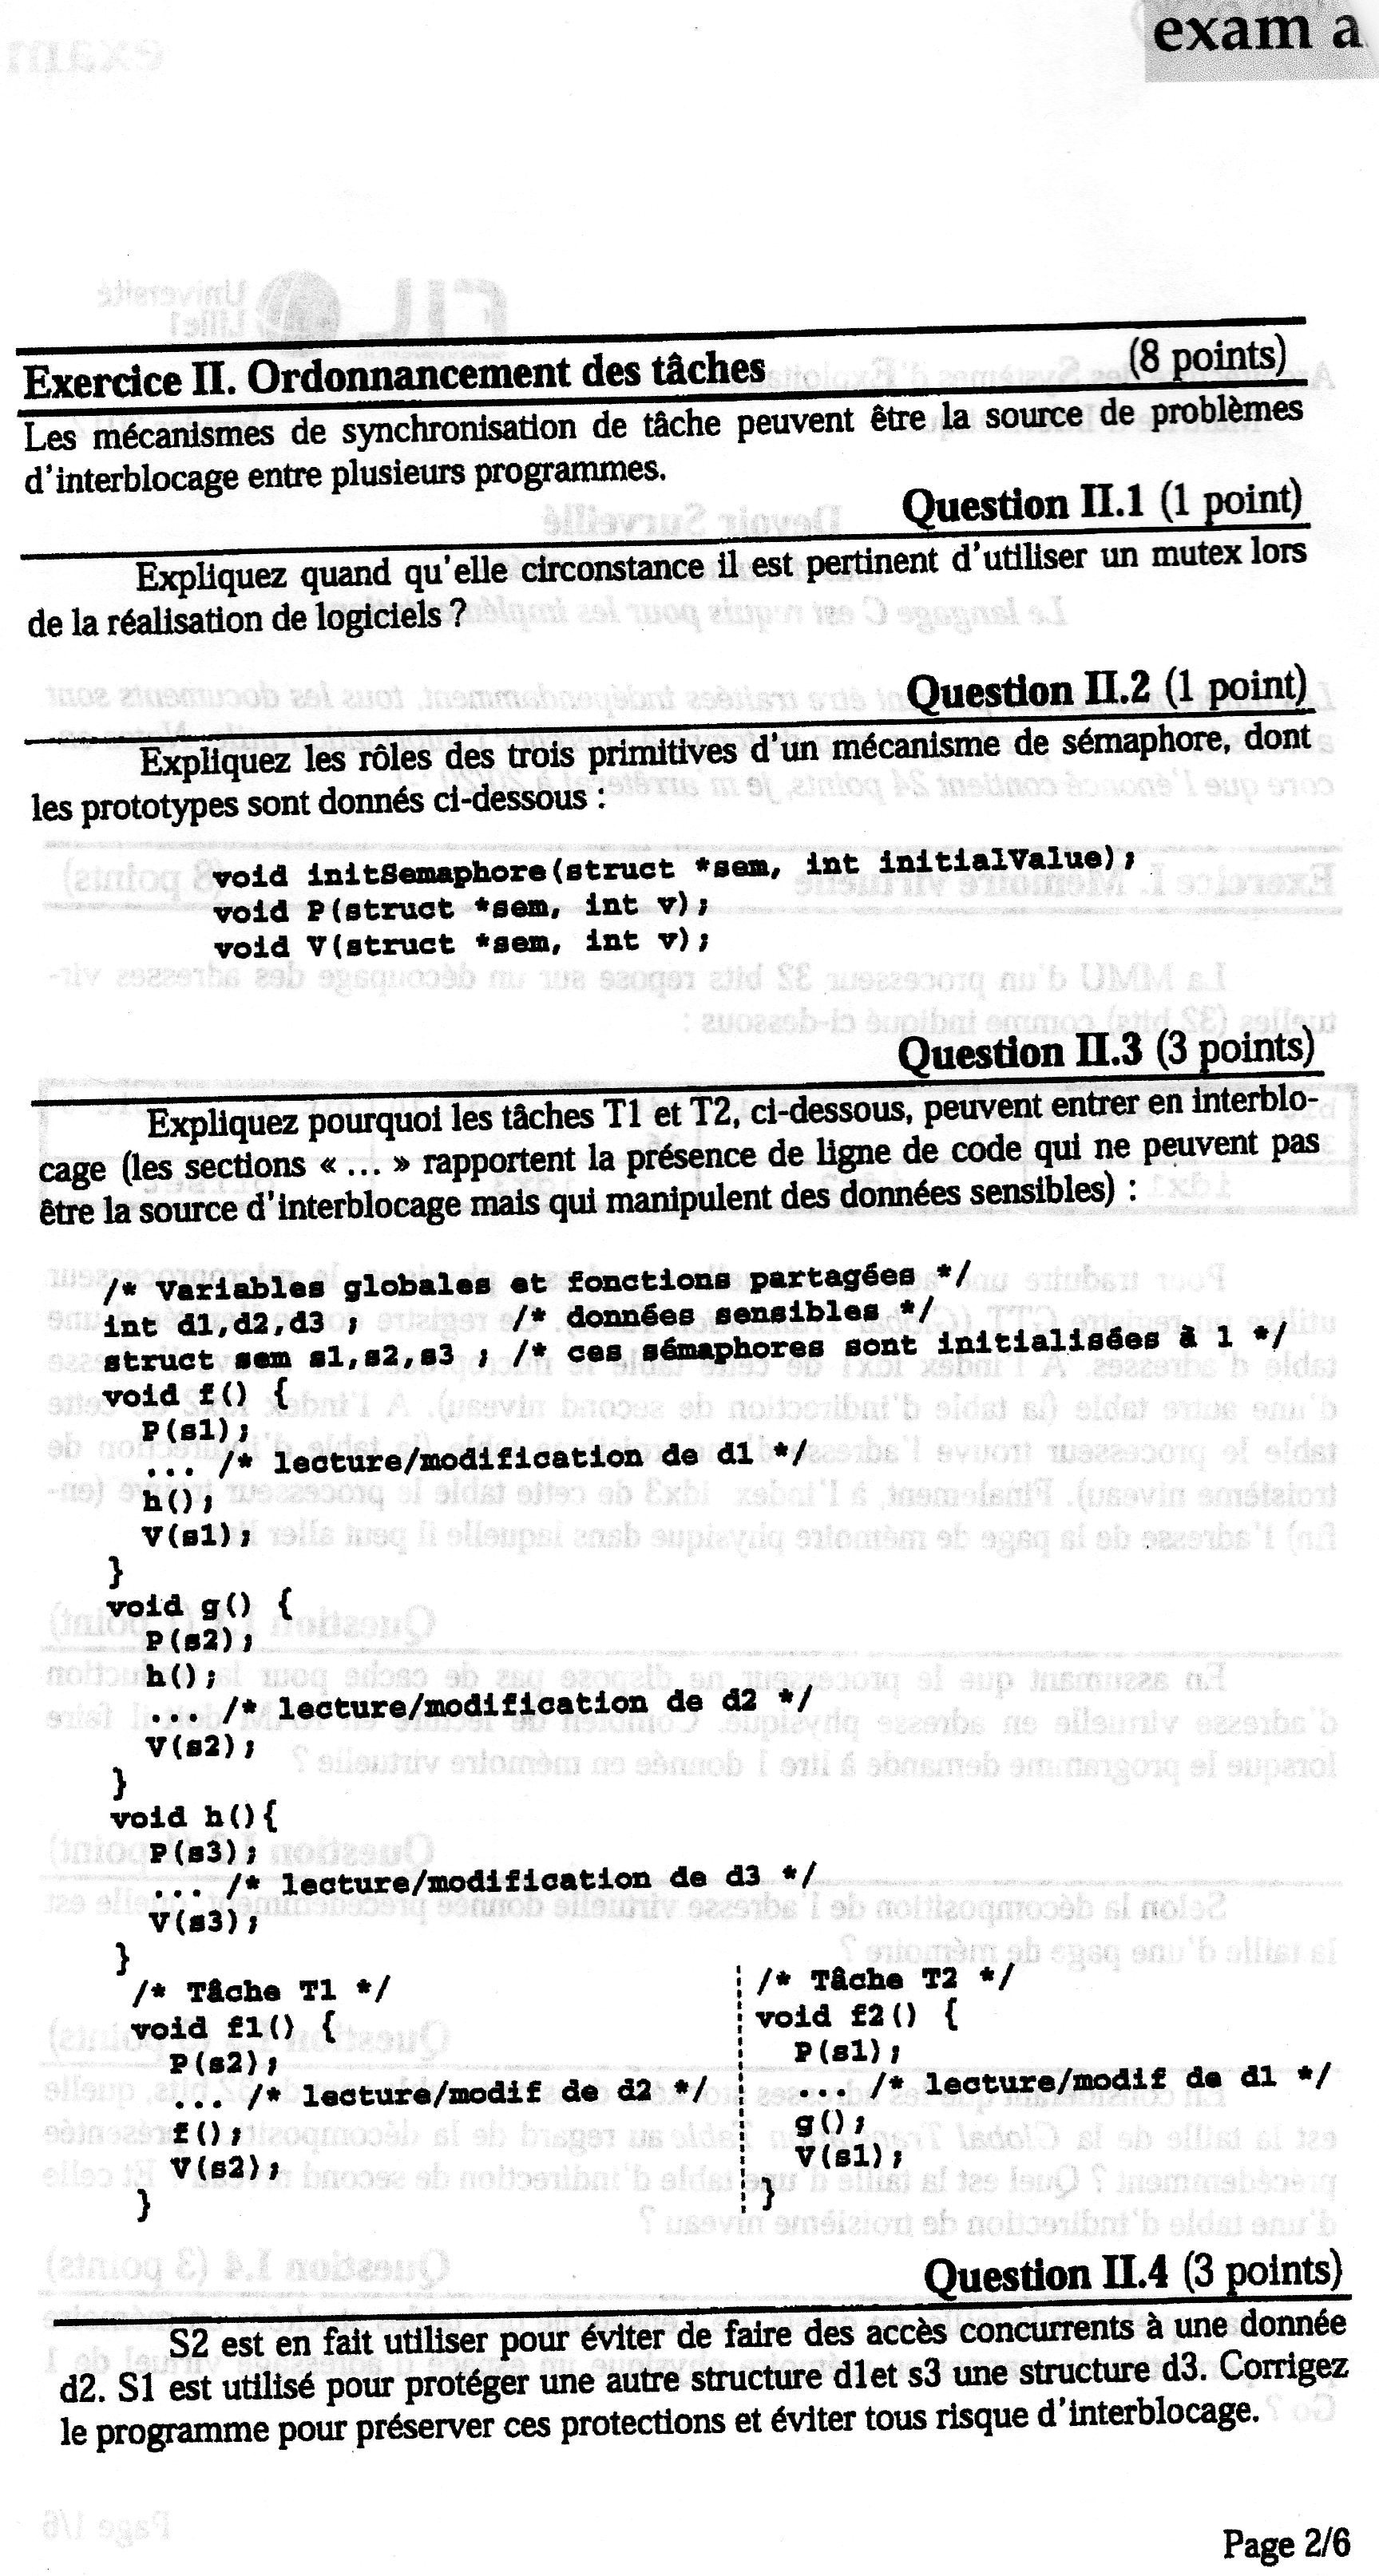 exam a
Exercice II. Ordonnancement des tâches (8 points)
Les mécanismes de synchronisation de tâche peuvent être la source de problèmes
d'interblocage entre plusieurs programmes.
Question II.1 (1 point)
Expliquez quand qu'elle circonstance il est pertinent d'utiliser un mutex lors
de la réalisation de logiciels ?
Question II.2 (1 point)
Expliquez les rôles des trois primitives d'un mécanisme de sémaphore, dont
les prototypes sont donnés ci-dessous :
void initSemaphore(struct *sem, int initialValue);
void P(struct *sem, int v);
void V(struct *sem, int v);
Question II.3 (3 points)
Expliquez pourquoi les tâches T1 et T2, ci-dessous, peuvent entrer en interblo-
cage (les sections « ... » rapportent la présence de ligne de code qui ne peuvent pas
être la source d'interblocage mais qui manipulent des données sensibles) :
/* Variables globales et fonctions partagées */
int d1,d2,d3 ; /* données sensibles */
struct sem s1,s2,s3 ; /* ces sémaphores sont initialisées à 1 */
void f() {
P(s1);
... /* lecture/modification de d1 */
h();
V(s1);
}
void g() {
P(s2);
h();
... /* lecture/modification de d2 */
V(s2);
}
void h(){
P(s3);
... /* lecture/modification de d3 */
V(s3);
}
/* Tâche T1 */
void f1() {
P(s2);
... /* lecture/modif de d2 */
f();
V(s2);
}
/* Tâche T2 */
void f2() {
P(s1);
... /* lecture/modif de d1 */
g();
V(s1);
}
Question II.4 (3 points)
S2 est en fait utiliser pour éviter de faire des accès concurrents à une donnée
d2. S1 est utilisé pour protéger une autre structure d1et s3 une structure d3. Corrigez
le programme pour préserver ces protections et éviter tous risque d'interblocage.
Page 2/6